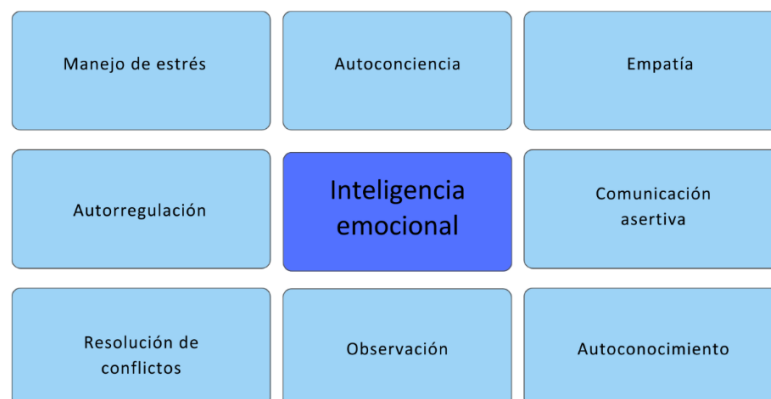 Manejo de estrés
Autoconciencia
Empatía
Autorregulación
Inteligencia
emocional
Comunicación
asertiva
Resolución de
conflictos
Observación
Autoconocimiento